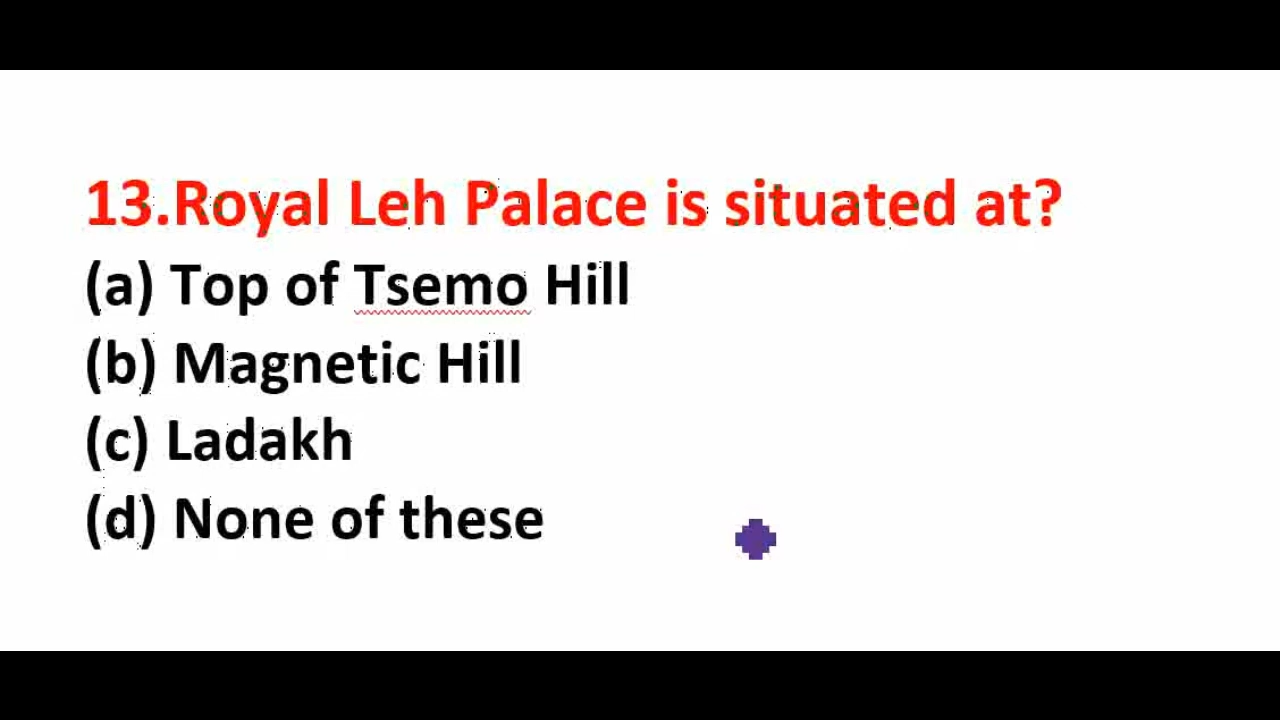 13.Royal Leh Palace is situated at?
(a) Top of Tsemo Hill
(b) Magnetic Hill
(c) Ladakh
(d) None of these